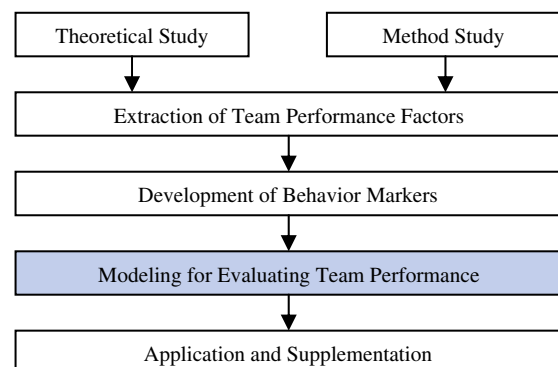 Theoretical Study
Method Study
Extraction of Team Performance Factors
Development of Behavior Markers
Modeling for Evaluating Team Performance
Application and Supplementation